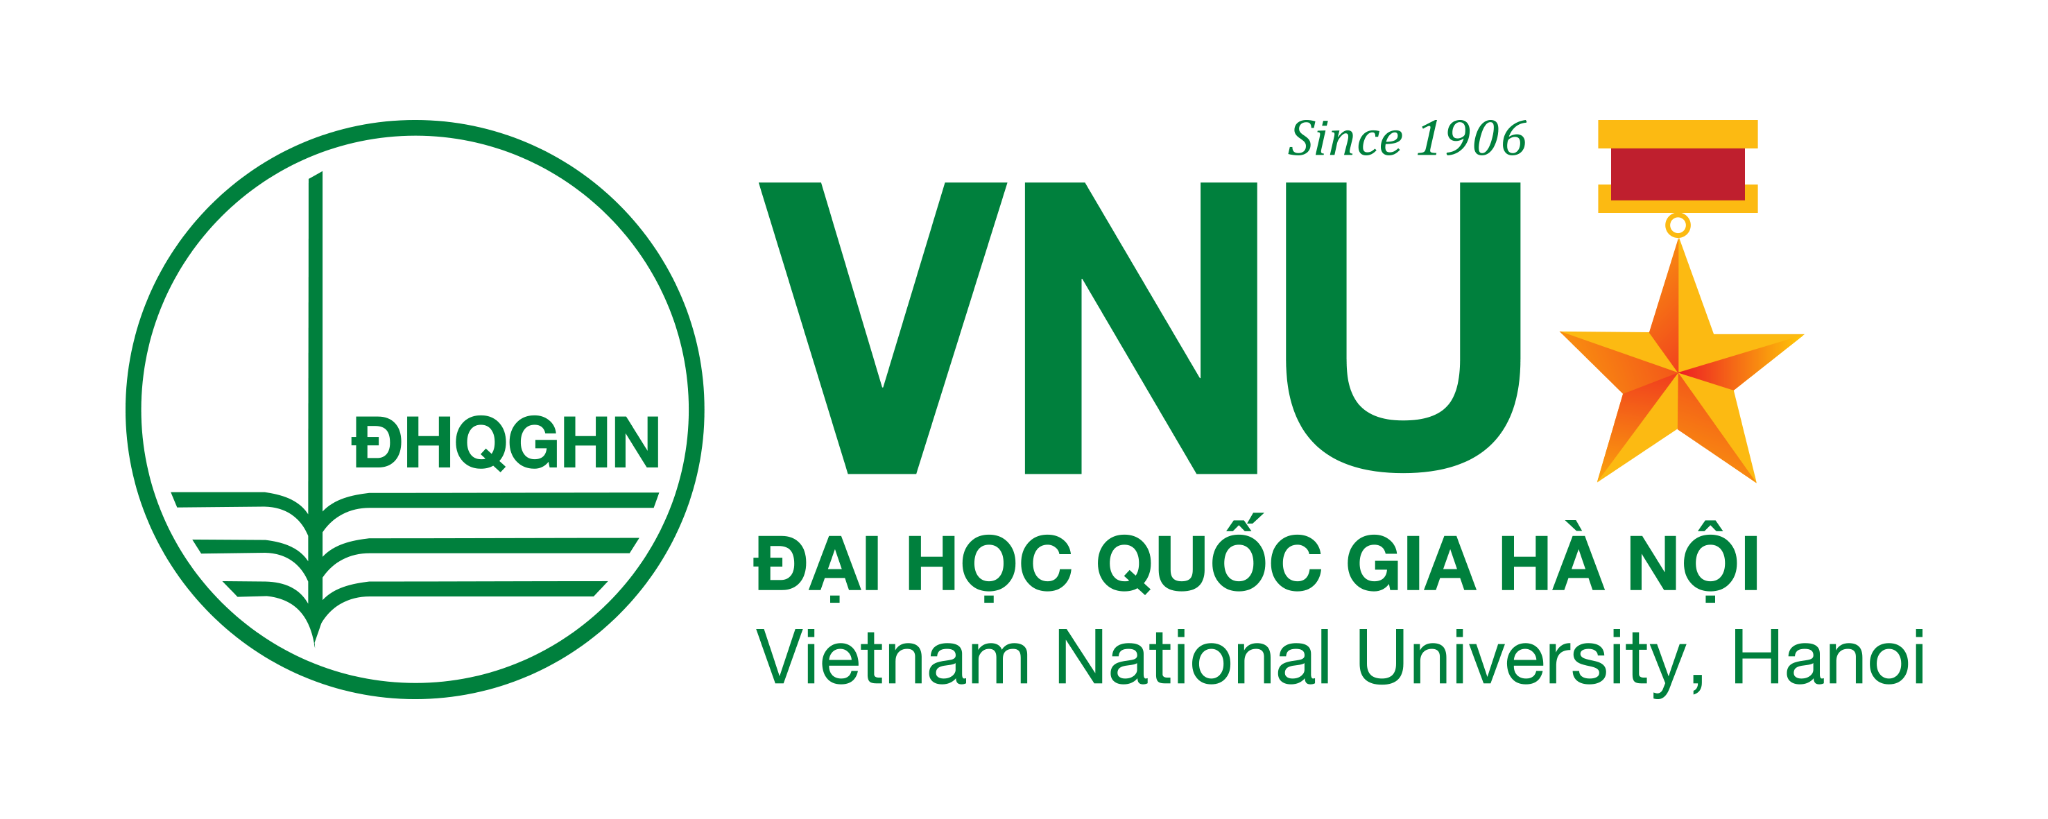 ĐHQGHN
Since 1906
VNU
ĐẠI HỌC QUỐC GIA HÀ NỘI
Vietnam National University, Hanoi